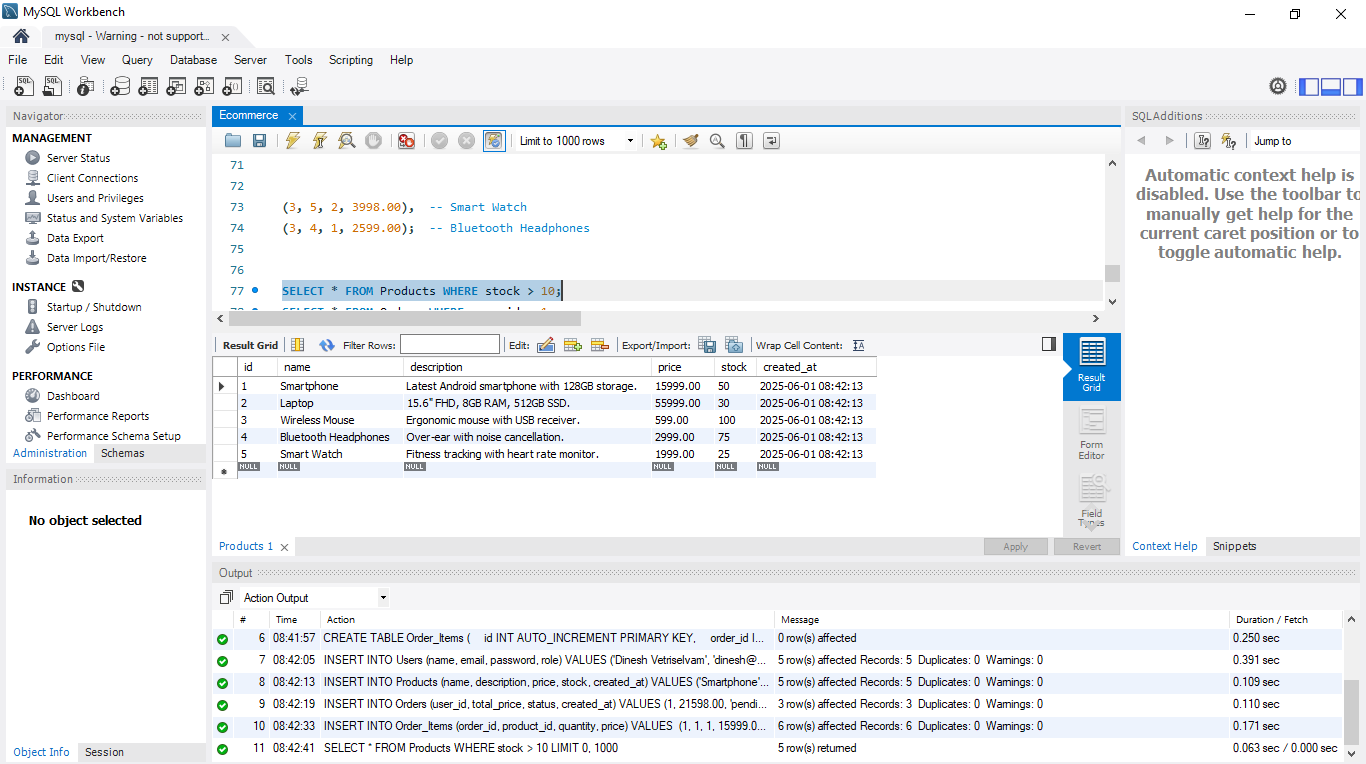 MySQL Workbench
mysql - Warning - not support...
File Edit View Query Database Server Tools Scripting Help
Navigator
MANAGEMENT
Server Status
Client Connections
Users and Privileges
Status and System Variables
Data Export
Data Import/Restore
INSTANCE
Startup / Shutdown
Server Logs
Options File
PERFORMANCE
Dashboard
Performance Reports
Performance Schema Setup
Administration Schemas
Information
No object selected
Object Info Session
Ecommerce
Limit to 1000 rows
71
72
73 (3, 5, 2, 3998.00), -- Smart Watch
74 (3, 4, 1, 2599.00); -- Bluetooth Headphones
75
76
77 SELECT * FROM Products WHERE stock > 10;
Result Grid Filter Rows: Edit: Export/Import: Wrap Cell Content:
id name description price stock created_at
1 Smartphone Latest Android smartphone with 128GB storage. 15999.00 50 2025-06-01 08:42:13
2 Laptop 15.6" FHD, 8GB RAM, 512GB SSD. 55999.00 30 2025-06-01 08:42:13
3 Wireless Mouse Ergonomic mouse with USB receiver. 599.00 100 2025-06-01 08:42:13
4 Bluetooth Headphones Over-ear with noise cancellation. 2999.00 75 2025-06-01 08:42:13
5 Smart Watch Fitness tracking with heart rate monitor. 1999.00 25 2025-06-01 08:42:13
NULL NULL NULL NULL NULL NULL
Result
Grid
Form
Editor
Field
Types
Products 1 Apply Revert
SQLAdditions
Jump to
Automatic context help is
disabled. Use the toolbar to
manually get help for the
current caret position or to
toggle automatic help.
Context Help Snippets
Output
Action Output
# Time Action Message Duration / Fetch
6 08:41:57 CREATE TABLE Order_Items ( id INT AUTO_INCREMENT PRIMARY KEY, order_id I... 0 row(s) affected 0.250 sec
7 08:42:05 INSERT INTO Users (name, email, password, role) VALUES ('Dinesh Vetriselvam', 'dinesh@... 5 row(s) affected Records: 5 Duplicates: 0 Warnings: 0 0.391 sec
8 08:42:13 INSERT INTO Products (name, description, price, stock, created_at) VALUES ('Smartphone'... 5 row(s) affected Records: 5 Duplicates: 0 Warnings: 0 0.109 sec
9 08:42:19 INSERT INTO Orders (user_id, total_price, status, created_at) VALUES (1, 21598.00, 'pendi... 3 row(s) affected Records: 3 Duplicates: 0 Warnings: 0 0.110 sec
10 08:42:33 INSERT INTO Order_Items (order_id, product_id, quantity, price) VALUES (1, 1, 1, 15999.0... 6 row(s) affected Records: 6 Duplicates: 0 Warnings: 0 0.171 sec
11 08:42:41 SELECT * FROM Products WHERE stock > 10 LIMIT 0, 1000 5 row(s) returned 0.063 sec / 0.000 sec